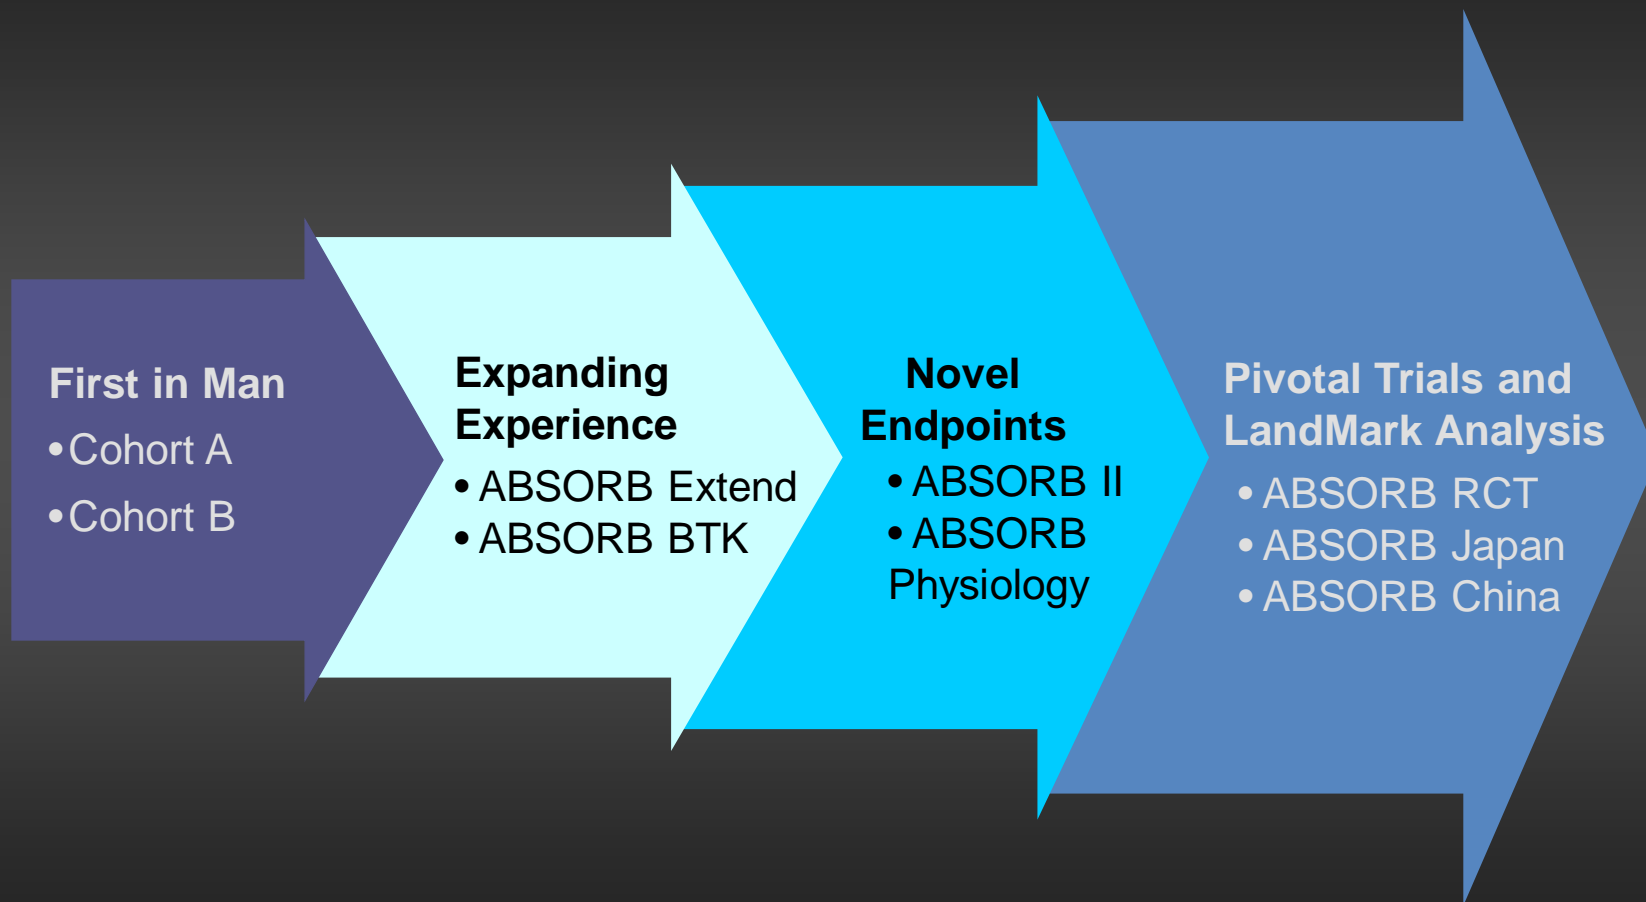 First in Man
•Cohort A
•Cohort B
Expanding
Experience
• ABSORB Extend
• ABSORB BTK
Novel
Endpoints
• ABSORB II
• ABSORB
Physiology
Pivotal Trials and
LandMark Analysis
• ABSORB RCT
• ABSORB Japan
• ABSORB China